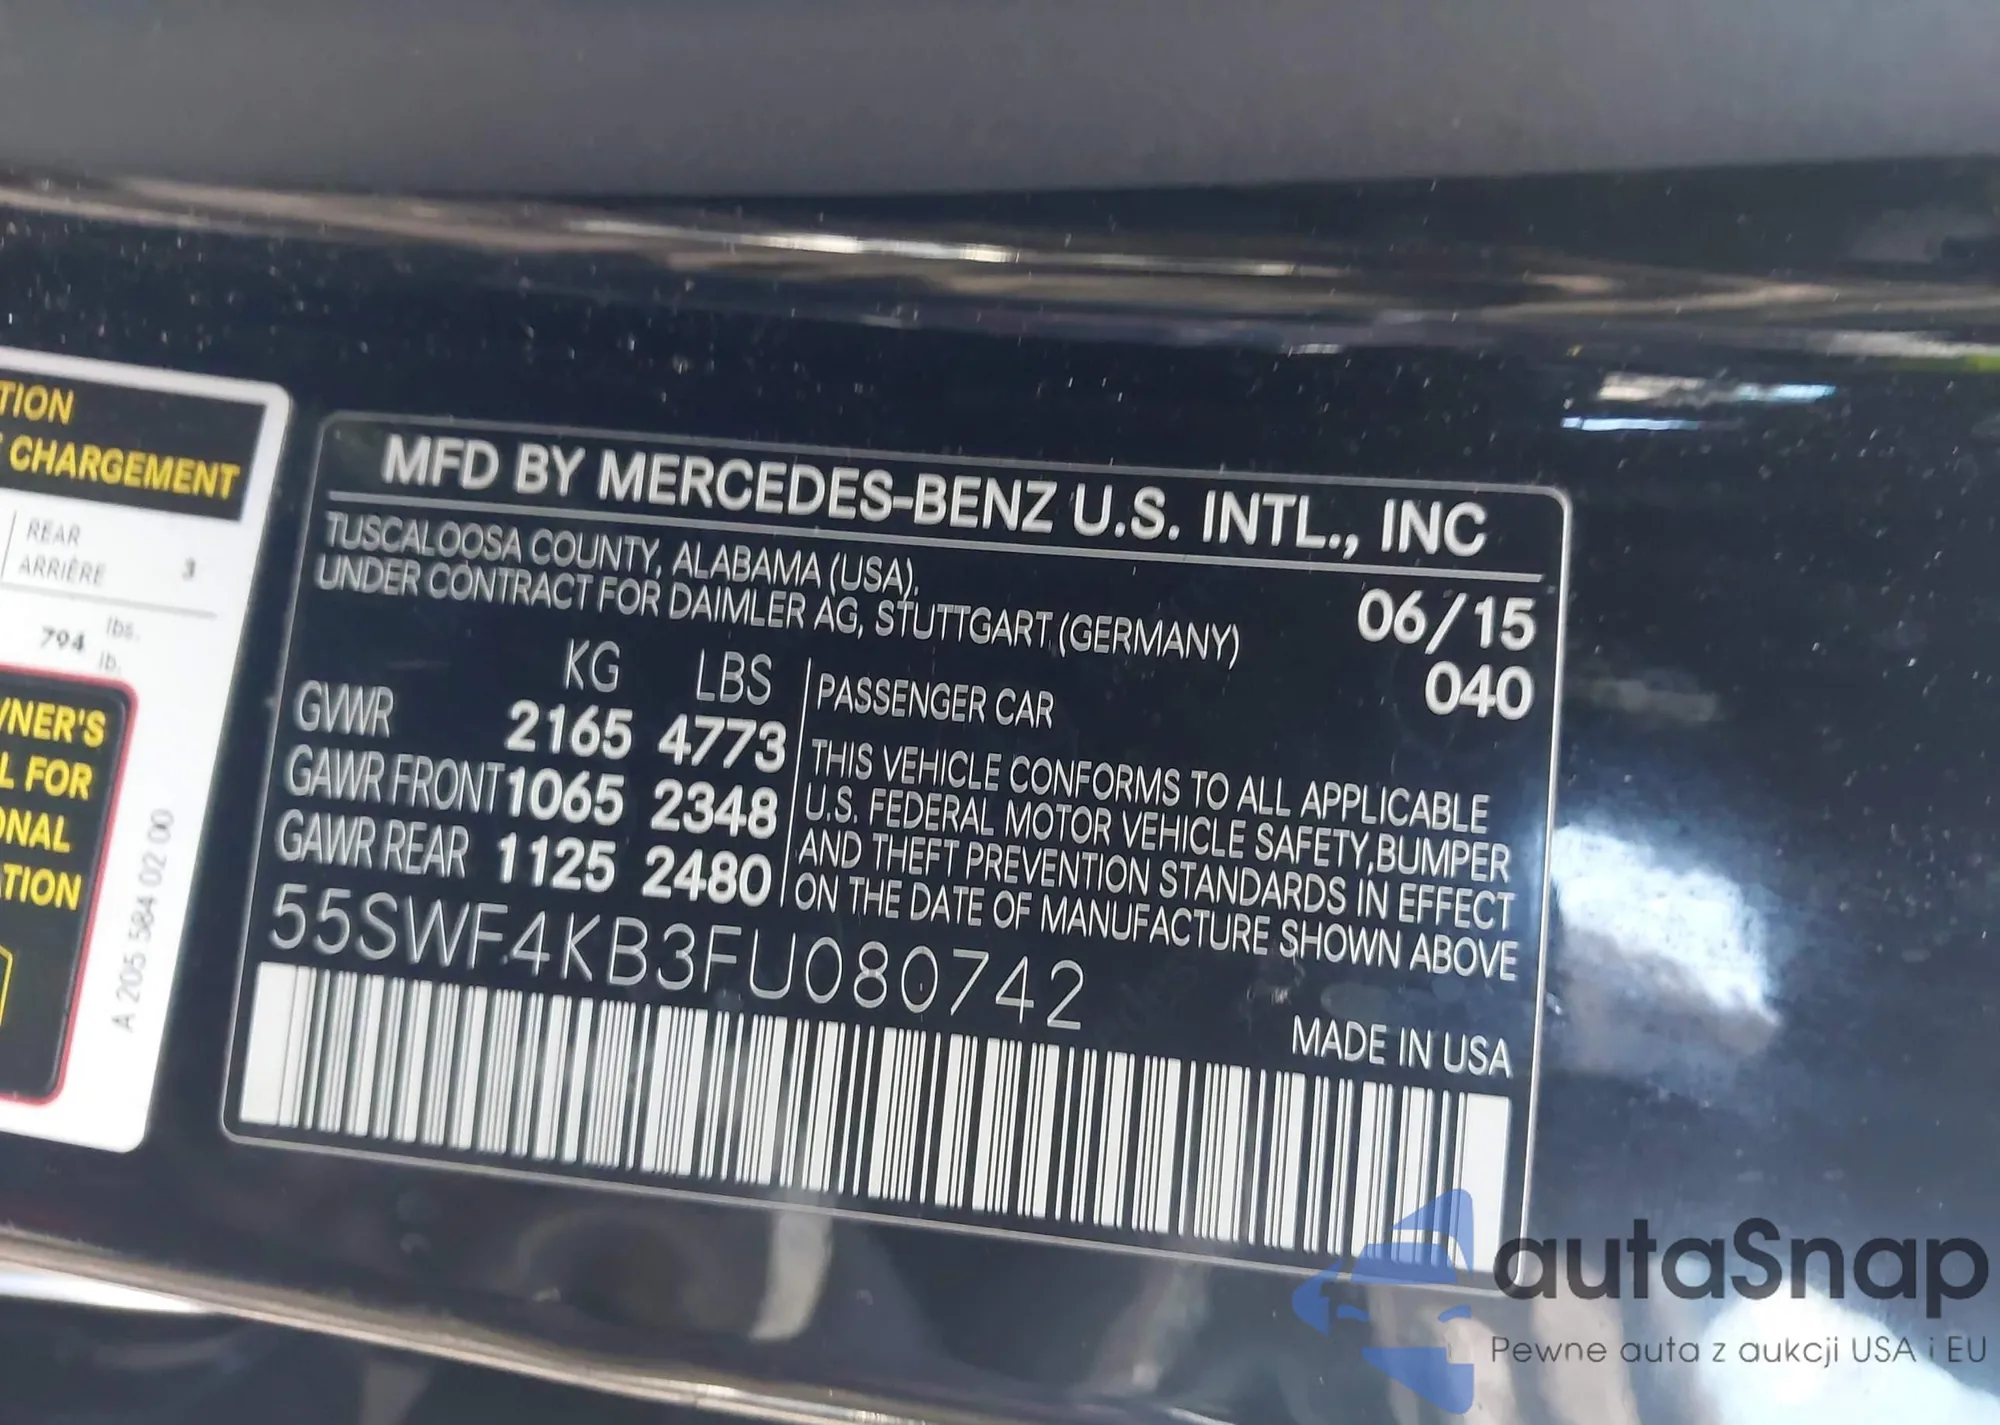 TION
CHARGEMENT
REAR
ARRIÈRE 3
794 lbs.
lb.
WNER'S
L FOR
ONAL
TION
A 205 584 02 00
MFD BY MERCEDES-BENZ U.S. INTL., INC
TUSCALOOSA COUNTY, ALABAMA (USA).
UNDER CONTRACT FOR DAIMLER AG, STUTTGART (GERMANY)
06/15
040
KG LBS
GVWR 2165 4773
GAWR FRONT 1065 2348
GAWR REAR 1125 2480
PASSENGER CAR
THIS VEHICLE CONFORMS TO ALL APPLICABLE
U.S. FEDERAL MOTOR VEHICLE SAFETY,BUMPER
AND THEFT PREVENTION STANDARDS IN EFFECT
ON THE DATE OF MANUFACTURE SHOWN ABOVE
55SWF4KB3FU080742
MADE IN USA
autaSnap
Pewne auta z aukcji USA i EU